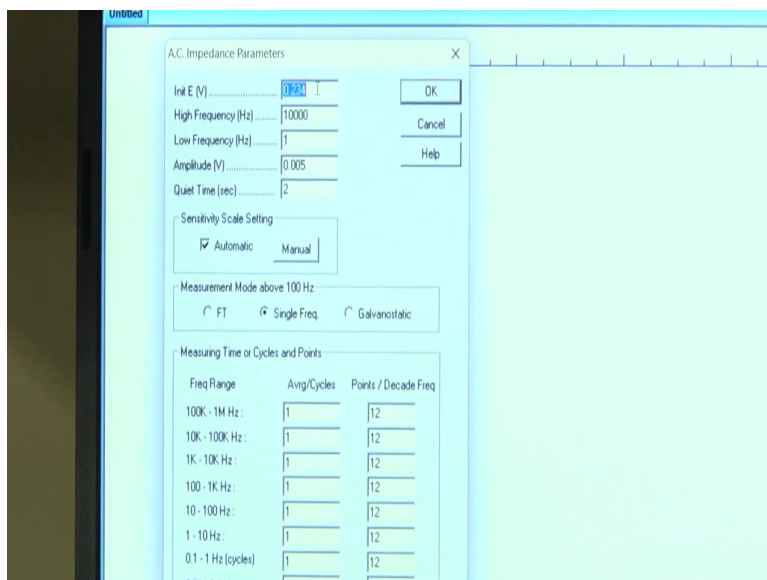 Untitled
A.C. Impedance Parameters X
Init E (V) 0.234 OK
High Frequency (Hz) 10000 Cancel
Low Frequency (Hz) 1
Amplitude (V) 0.005 Help
Quiet Time (sec) 2
Sensitivity Scale Setting
Automatic Manual
Measurement Mode above 100 Hz
FT Single Freq. Galvanostatic
Measuring Time or Cycles and Points
Freq Range Avrg/Cycles Points / Decade Freq
100K - 1M Hz : 1 12
10K - 100K Hz : 1 12
1K - 10K Hz : 1 12
100 - 1K Hz : 1 12
10 - 100 Hz : 1 12
1 - 10 Hz : 1 12
0.1 - 1 Hz (cycles) 1 12